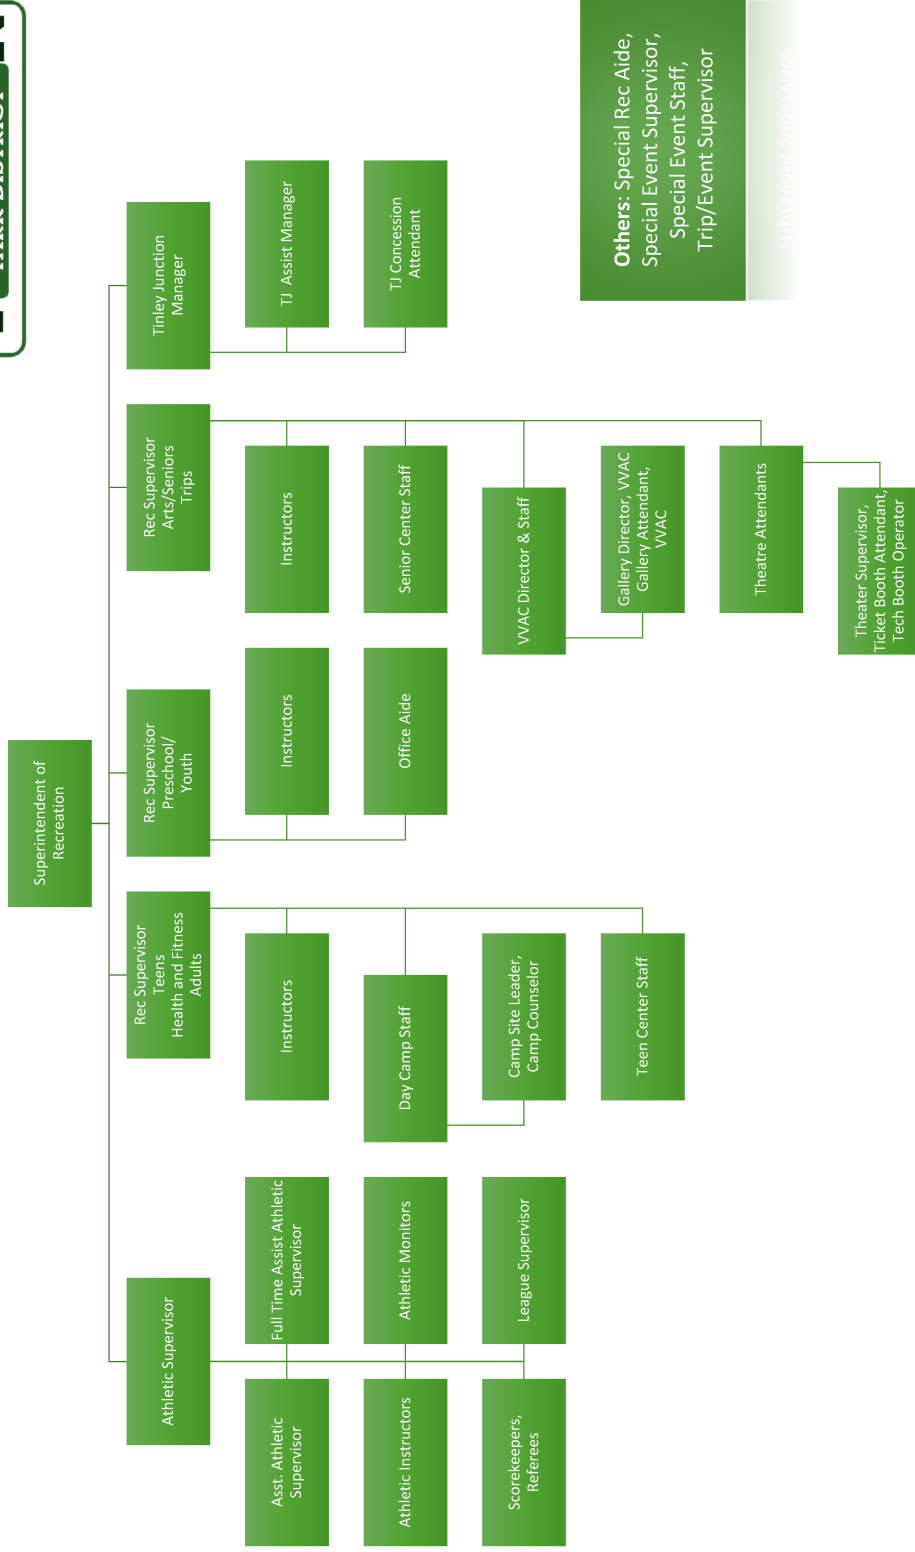 PARK DISTRICT
Superintendent of
Recreation
Athletic Supervisor
Asst. Athletic
Supervisor
Full Time Assist Athletic
Supervisor
Athletic Instructors
Athletic Monitors
Scorekeepers,
Referees
League Supervisor
Rec Supervisor
Teens
Health and Fitness
Adults
Instructors
Day Camp Staff
Camp Site Leader,
Camp Counselor
Teen Center Staff
Rec Supervisor
Preschool/
Youth
Instructors
Office Aide
Rec Supervisor
Arts/Seniors
Trips
Instructors
Senior Center Staff
VVAC Director & Staff
Gallery Director, VVAC
Gallery Attendant,
VVAC
Theatre Attendants
Theater Supervisor,
Ticket Booth Attendant,
Tech Booth Operator
Tinley Junction
Manager
TJ Assist Manager
TJ Concession
Attendant
Others: Special Rec Aide,
Special Event Supervisor,
Special Event Staff,
Trip/Event Supervisor